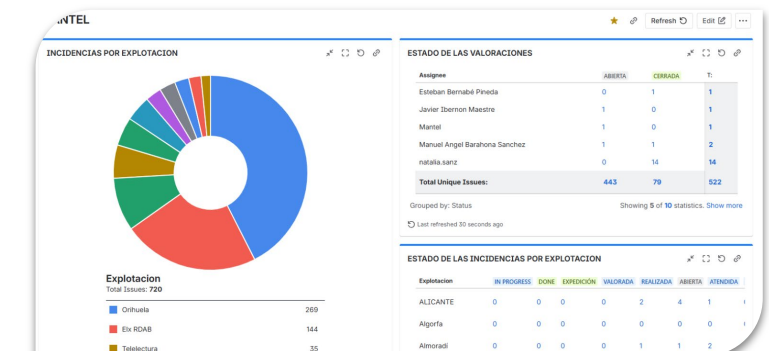 Refresh
Edit
INCIDENCIAS POR EXPLOTACION
Explotacion
Total Issues: 720
Orihuela 269
Elx RDAB 144
Telelectura 35
ESTADO DE LAS VALORACIONES
Assignee ABIERTA CERRADA T:
Esteban Bernabé Pineda 0 1 1
Javier Ibernon Maestre 1 0 1
Mantel 1 0 1
Manuel Angel Barahona Sanchez 1 1 2
natalia.sanz 0 14 14
Total Unique Issues: 443 79 522
Grouped by: Status Showing 5 of 10 statistics. Show more
Last refreshed 30 seconds ago
ESTADO DE LAS INCIDENCIAS POR EXPLOTACION
Explotacion IN PROGRESS DONE EXPEDICIÓN VALORADA REALIZADA ABIERTA ATENDIDA
ALICANTE 0 0 0 0 2 4 1
Algorfa 0 0 0 0 0 0 0
Almoradí 0 0 0 0 1 1 2